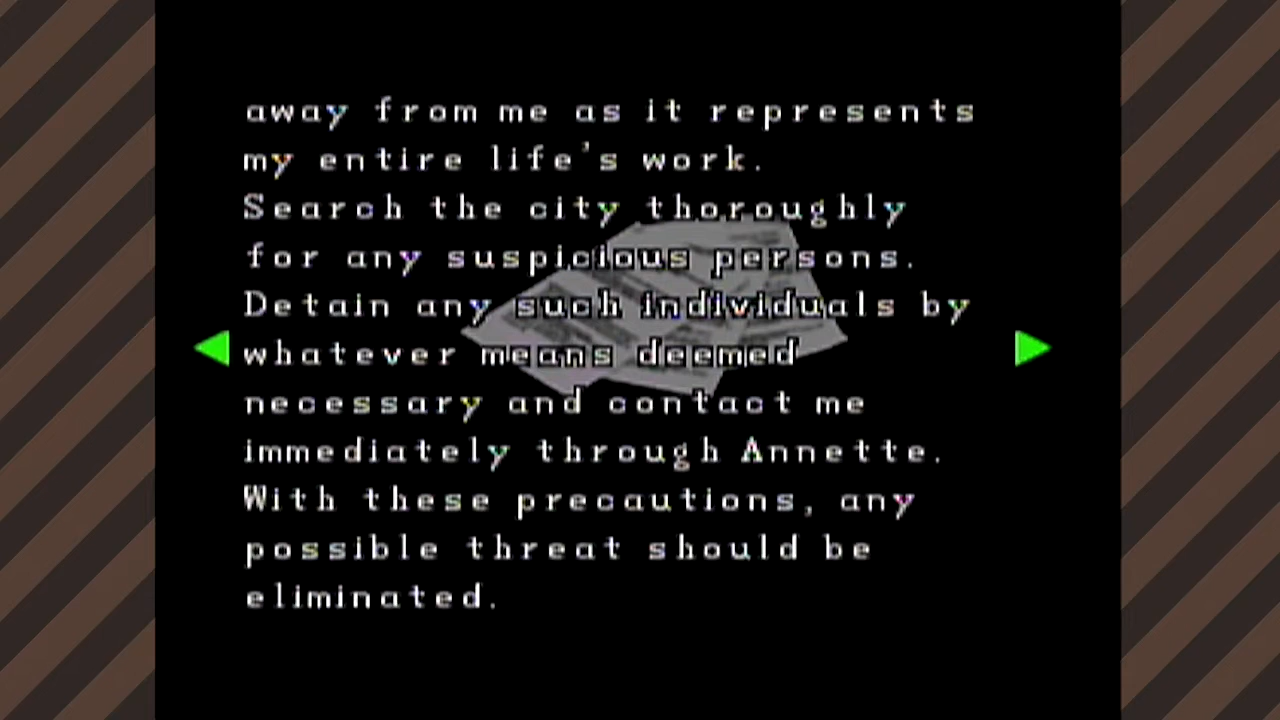 away from me as it represents
my entire life's work.
Search the city thoroughly
for any suspicious persons.
Detain any such individuals by
whatever means deemed
necessary and contact me
immediately through Annette.
With these precautions, any
possible threat should be
eliminated.